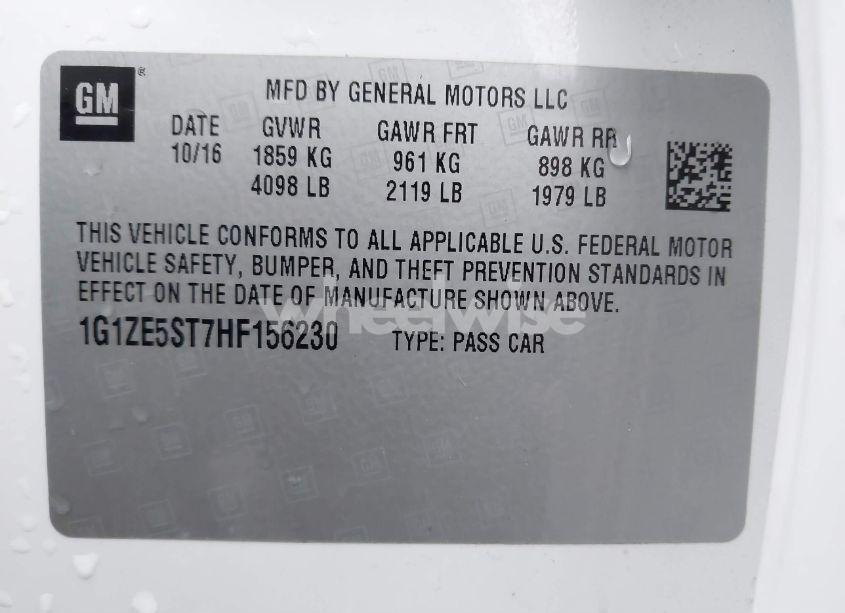 GM
®
MFD BY GENERAL MOTORS LLC
DATE GVWR GAWR FRT GAWR RR
10/16 1859 KG 961 KG 898 KG
4098 LB 2119 LB 1979 LB
THIS VEHICLE CONFORMS TO ALL APPLICABLE U.S. FEDERAL MOTOR
VEHICLE SAFETY, BUMPER, AND THEFT PREVENTION STANDARDS IN
EFFECT ON THE DATE OF MANUFACTURE SHOWN ABOVE.
wheelwise
1G1ZE5ST7HF156230 TYPE: PASS CAR